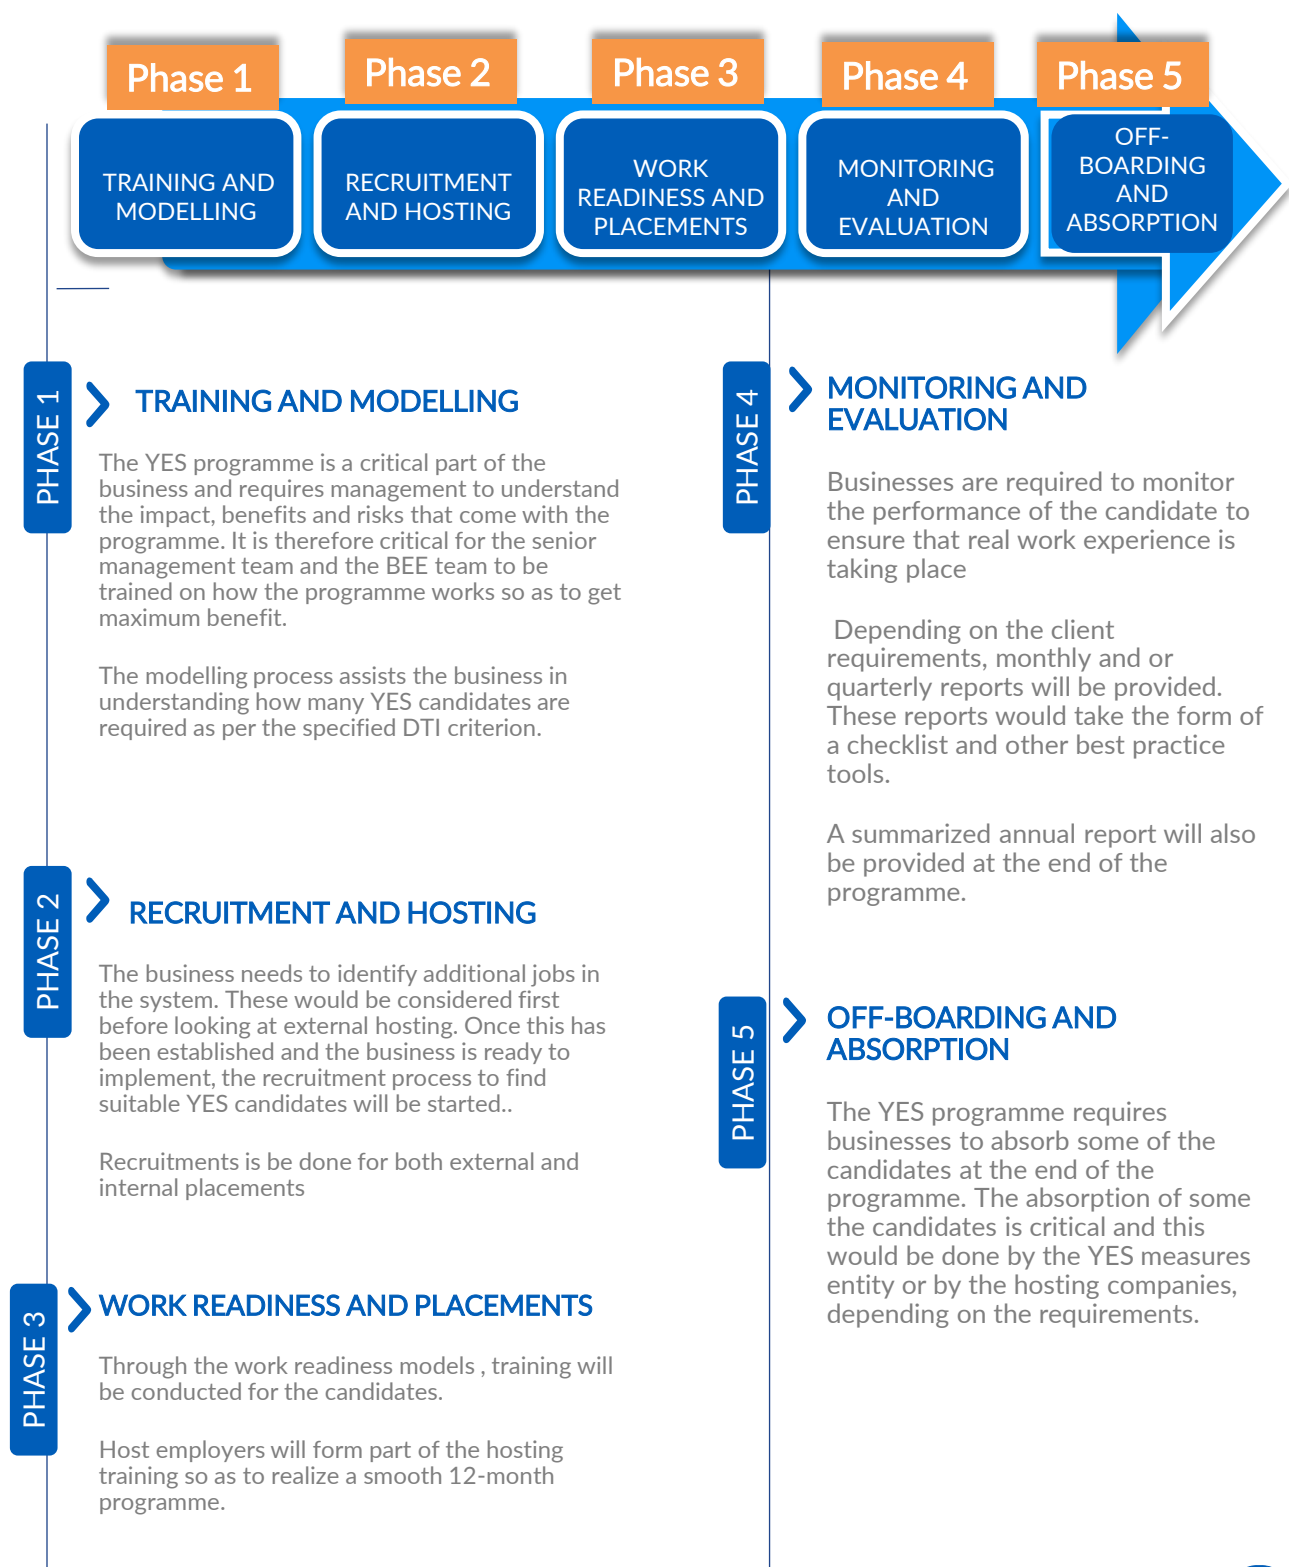 Phase 1
Phase 2
Phase 3
Phase 4
Phase 5
TRAINING AND
MODELLING
RECRUITMENT
AND HOSTING
WORK
READINESS AND
PLACEMENTS
MONITORING
AND
EVALUATION
OFF-
BOARDING
AND
ABSORPTION
PHASE 1
TRAINING AND MODELLING
The YES programme is a critical part of the
business and requires management to understand
the impact, benefits and risks that come with the
programme. It is therefore critical for the senior
management team and the BEE team to be
trained on how the programme works so as to get
maximum benefit.
The modelling process assists the business in
understanding how many YES candidates are
required as per the specified DTI criterion.
PHASE 2
RECRUITMENT AND HOSTING
The business needs to identify additional jobs in
the system. These would be considered first
before looking at external hosting. Once this has
been established and the business is ready to
implement, the recruitment process to find
suitable YES candidates will be started..
Recruitments is be done for both external and
internal placements
PHASE 3
WORK READINESS AND PLACEMENTS
Through the work readiness models , training will
be conducted for the candidates.
Host employers will form part of the hosting
training so as to realize a smooth 12-month
programme.
PHASE 4
MONITORING AND
EVALUATION
Businesses are required to monitor
the performance of the candidate to
ensure that real work experience is
taking place
Depending on the client
requirements, monthly and or
quarterly reports will be provided.
These reports would take the form of
a checklist and other best practice
tools.
A summarized annual report will also
be provided at the end of the
programme.
PHASE 5
OFF-BOARDING AND
ABSORPTION
The YES programme requires
businesses to absorb some of the
candidates at the end of the
programme. The absorption of some
the candidates is critical and this
would be done by the YES measures
entity or by the hosting companies,
depending on the requirements.